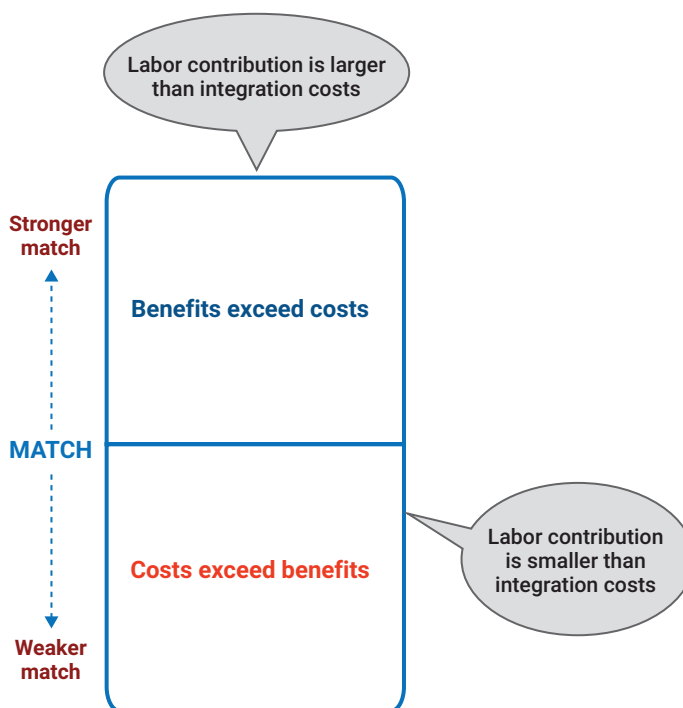 Labor contribution is larger
than integration costs
Stronger
match
Benefits exceed costs
MATCH
Labor contribution
is smaller than
integration costs
Costs exceed benefits
Weaker
match